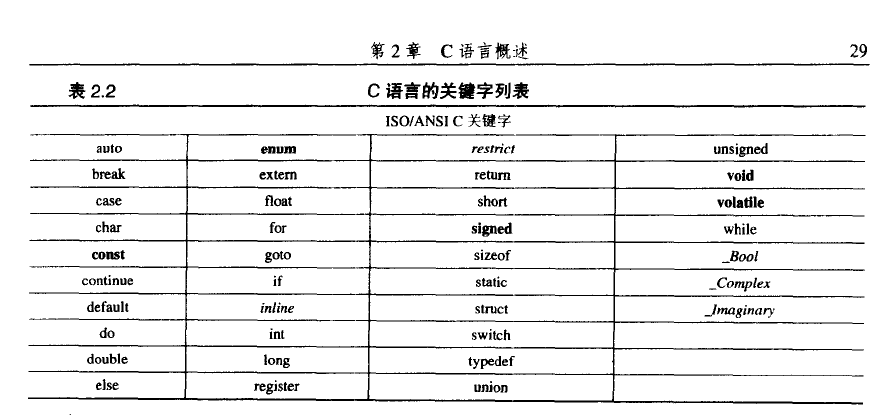 第 2 章 C 语言概述 29
表 2.2 C 语言的关键字列表
ISO/ANSI C 关键字
auto enum restrict unsigned
break extern return void
case float short volatile
char for signed while
const goto sizeof _Bool
continue if static _Complex
default inline struct _Imaginary
do int switch
double long typedef
else register union